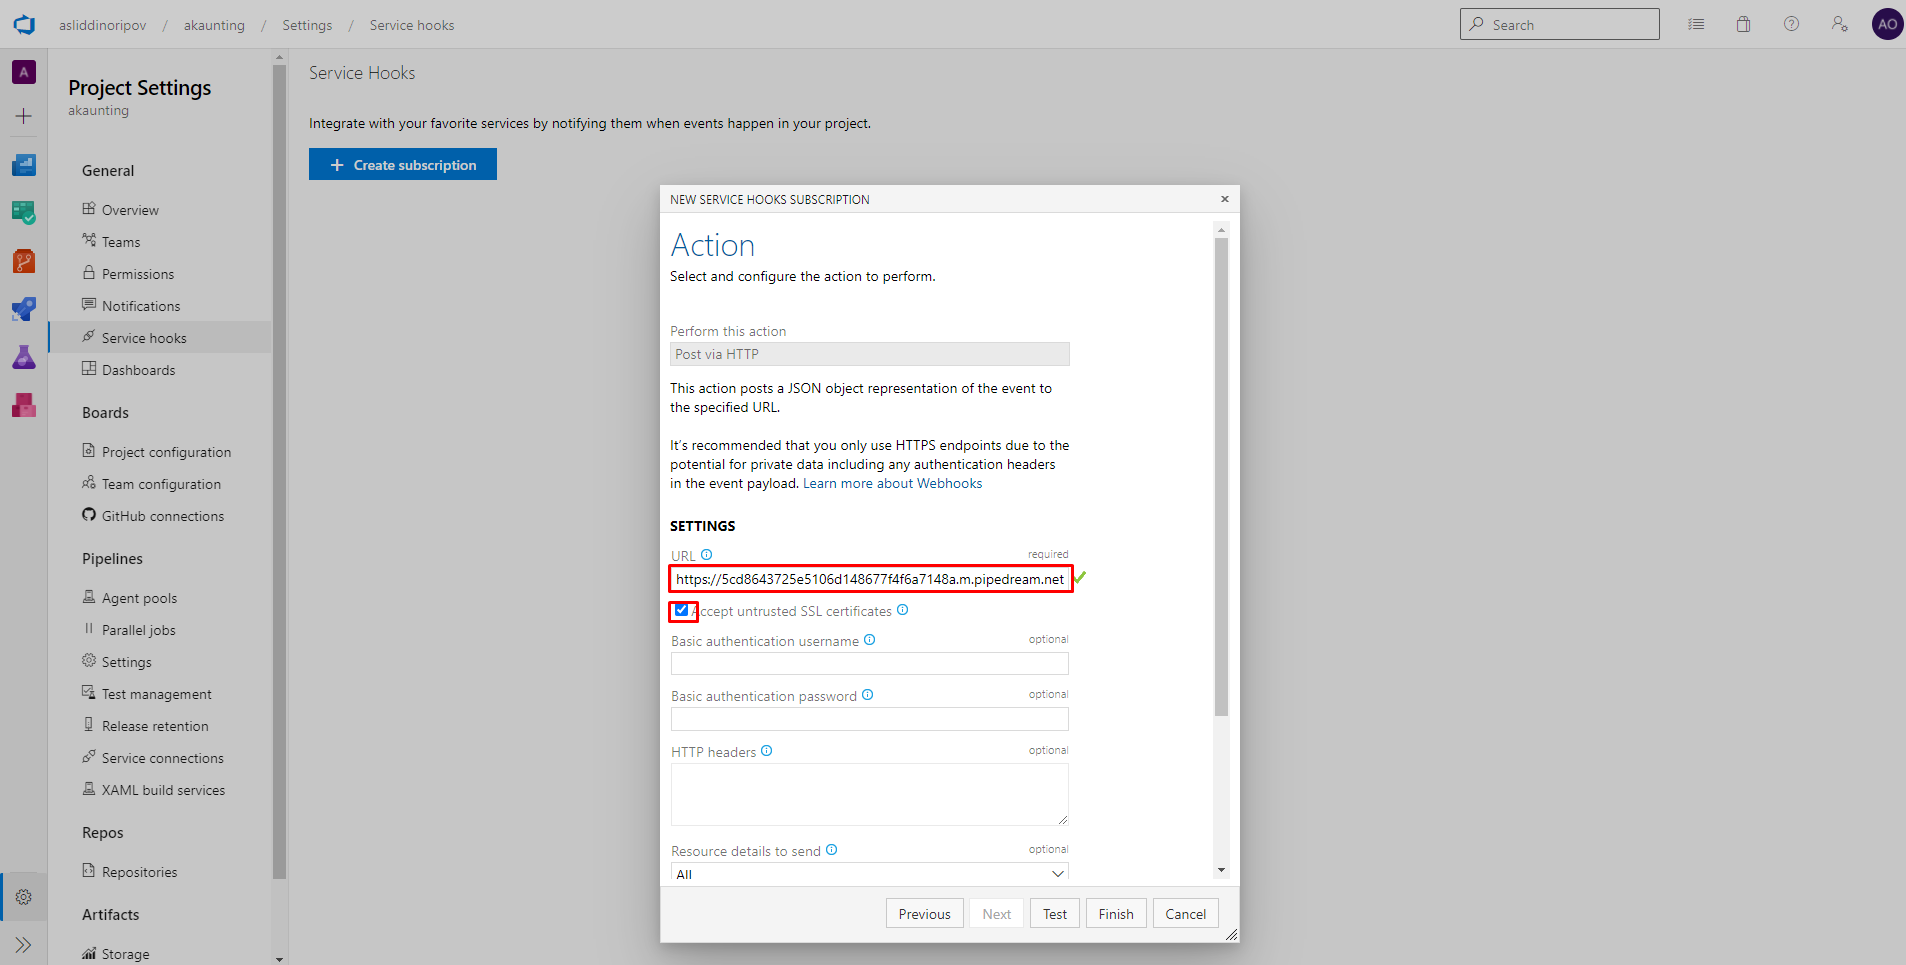 asliddinoripov / akaunting / Settings / Service hooks
Search
AO
A
Project Settings
akaunting
General
Overview
Teams
Permissions
Notifications
Service hooks
Dashboards
Boards
Project configuration
Team configuration
GitHub connections
Pipelines
Agent pools
Parallel jobs
Settings
Test management
Release retention
Service connections
XAML build services
Repos
Repositories
Artifacts
Storage
Service Hooks
Integrate with your favorite services by notifying them when events happen in your project.
+ Create subscription
NEW SERVICE HOOKS SUBSCRIPTION
Action
Select and configure the action to perform.
Perform this action
Post via HTTP
This action posts a JSON object representation of the event to
the specified URL.
It's recommended that you only use HTTPS endpoints due to the
potential for private data including any authentication headers
in the event payload. Learn more about Webhooks
SETTINGS
URL required
https://5cd8643725e5106d148677f4f6a7148a.m.pipedream.net
Accept untrusted SSL certificates
Basic authentication username optional
Basic authentication password optional
HTTP headers optional
Resource details to send optional
All
Previous Next Test Finish Cancel